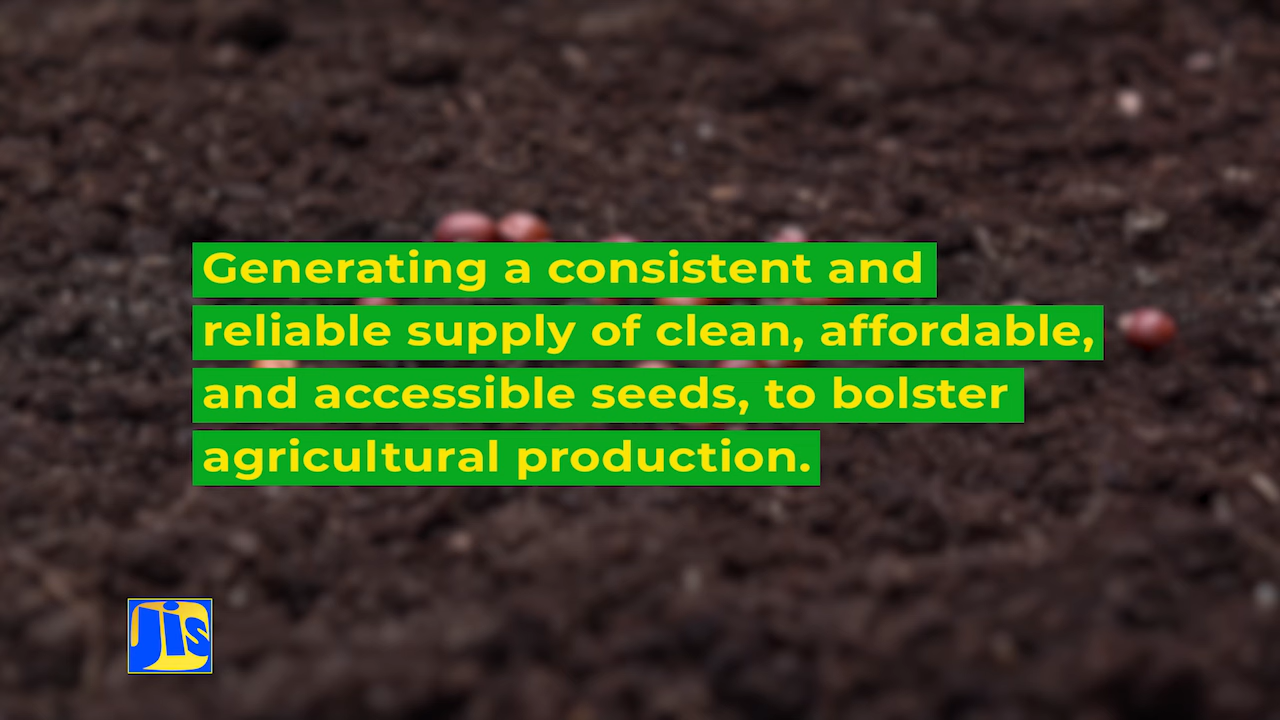 Generating a consistent and
reliable supply of clean, affordable,
and accessible seeds, to bolster
agricultural production.
Jis